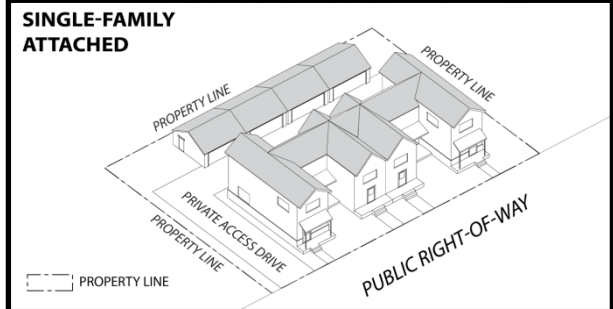 SINGLE-FAMILY
ATTACHED
PROPERTY LINE
PROPERTY LINE
PRIVATE ACCESS DRIVE
PROPERTY LINE
PUBLIC RIGHT-OF-WAY
PROPERTY LINE